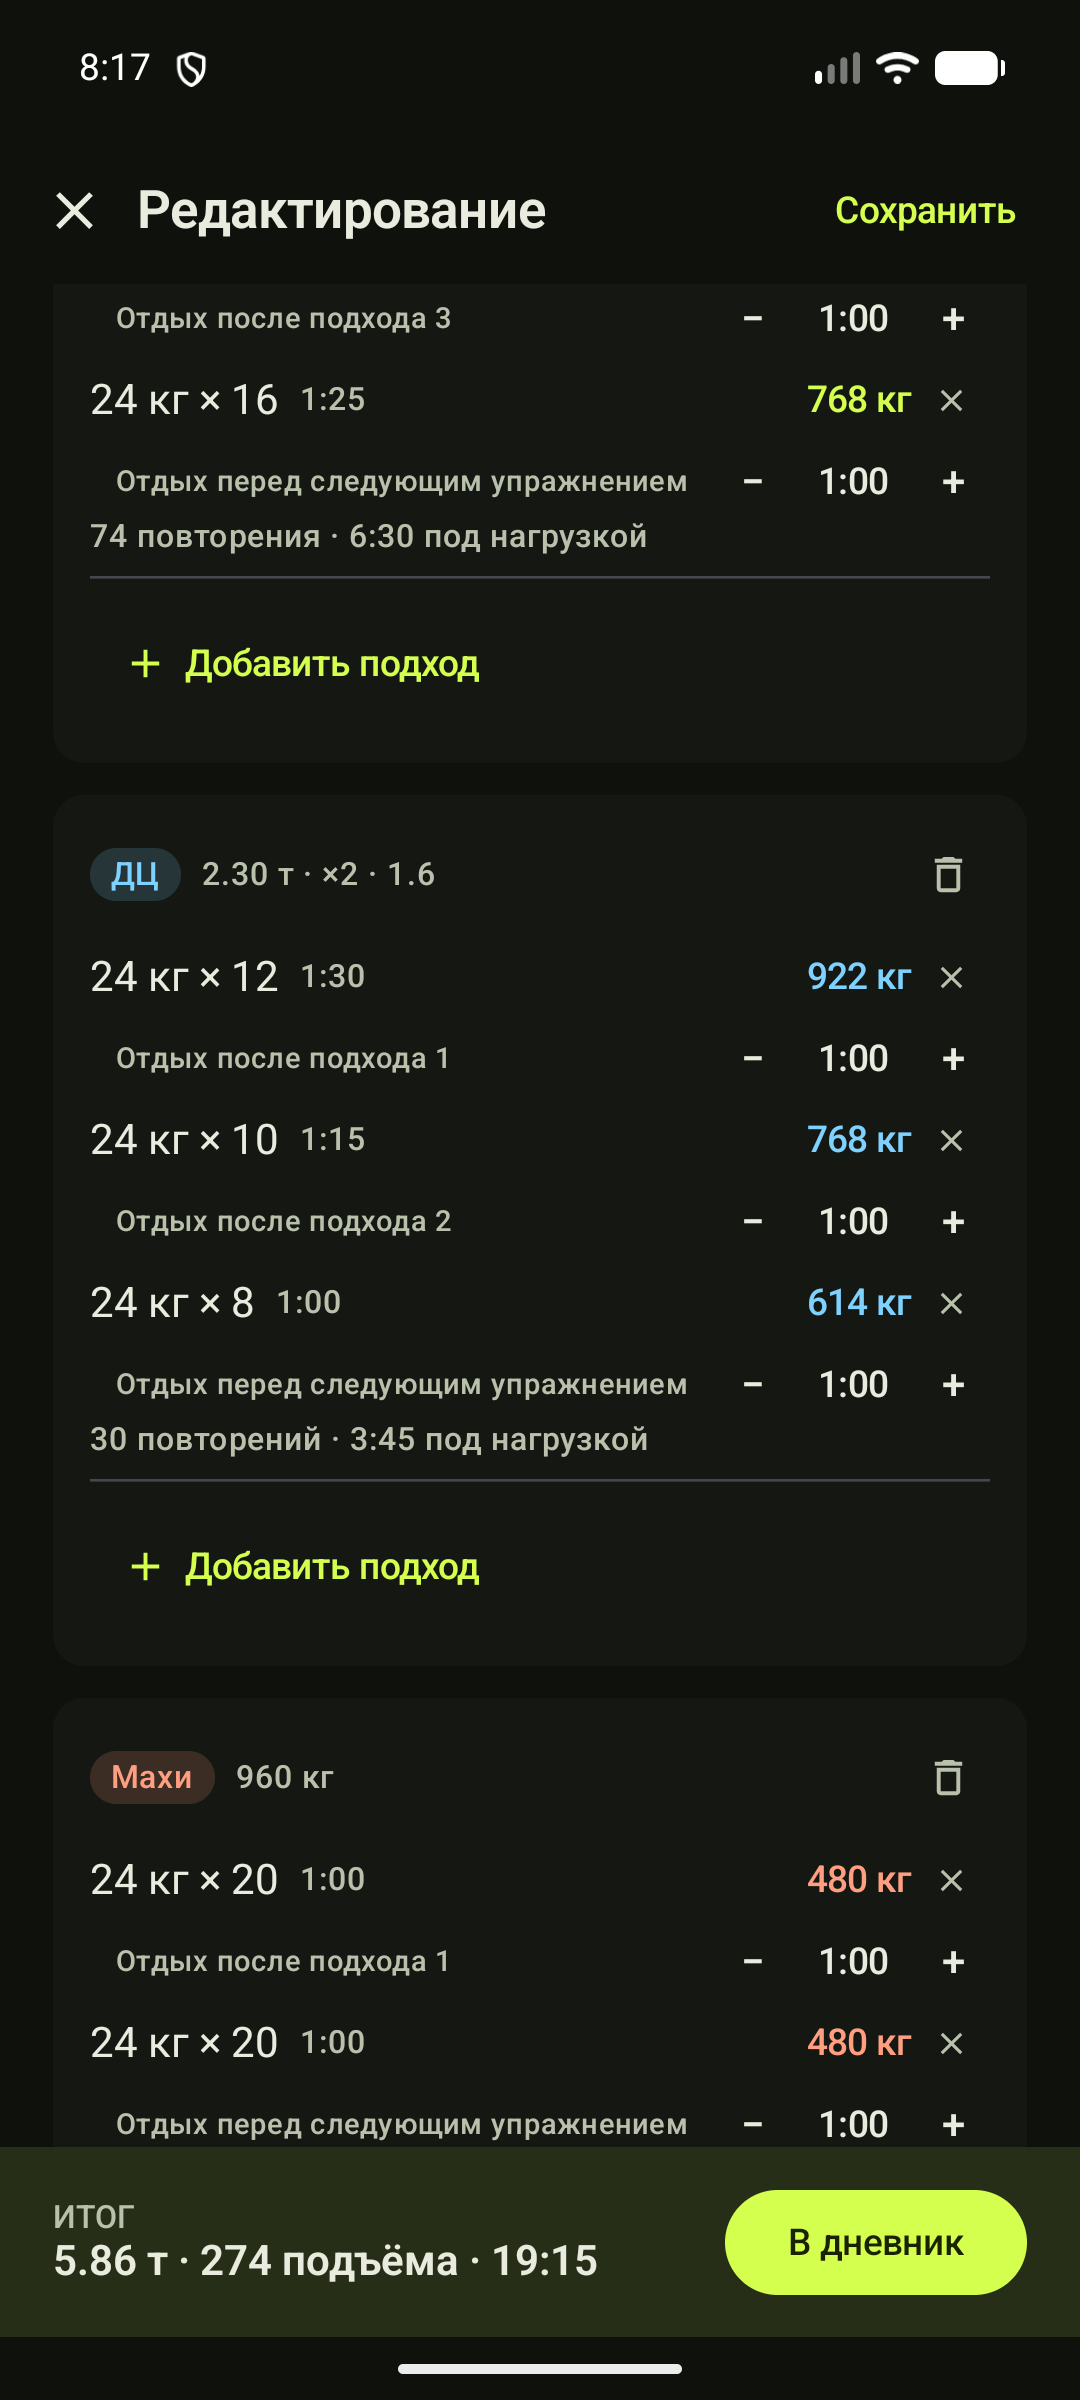 8:17
Редактирование
Сохранить
Отдых после подхода 3 − 1:00 +
24 кг × 16 1:25 768 кг ×
Отдых перед следующим упражнением − 1:00 +
74 повторения · 6:30 под нагрузкой
+ Добавить подход
ДЦ 2.30 т · ×2 · 1.6
24 кг × 12 1:30 922 кг ×
Отдых после подхода 1 − 1:00 +
24 кг × 10 1:15 768 кг ×
Отдых после подхода 2 − 1:00 +
24 кг × 8 1:00 614 кг ×
Отдых перед следующим упражнением − 1:00 +
30 повторений · 3:45 под нагрузкой
+ Добавить подход
Махи 960 кг
24 кг × 20 1:00 480 кг ×
Отдых после подхода 1 − 1:00 +
24 кг × 20 1:00 480 кг ×
Отдых перед следующим упражнением − 1:00 +
ИТОГ
5.86 т · 274 подъёма · 19:15
В дневник